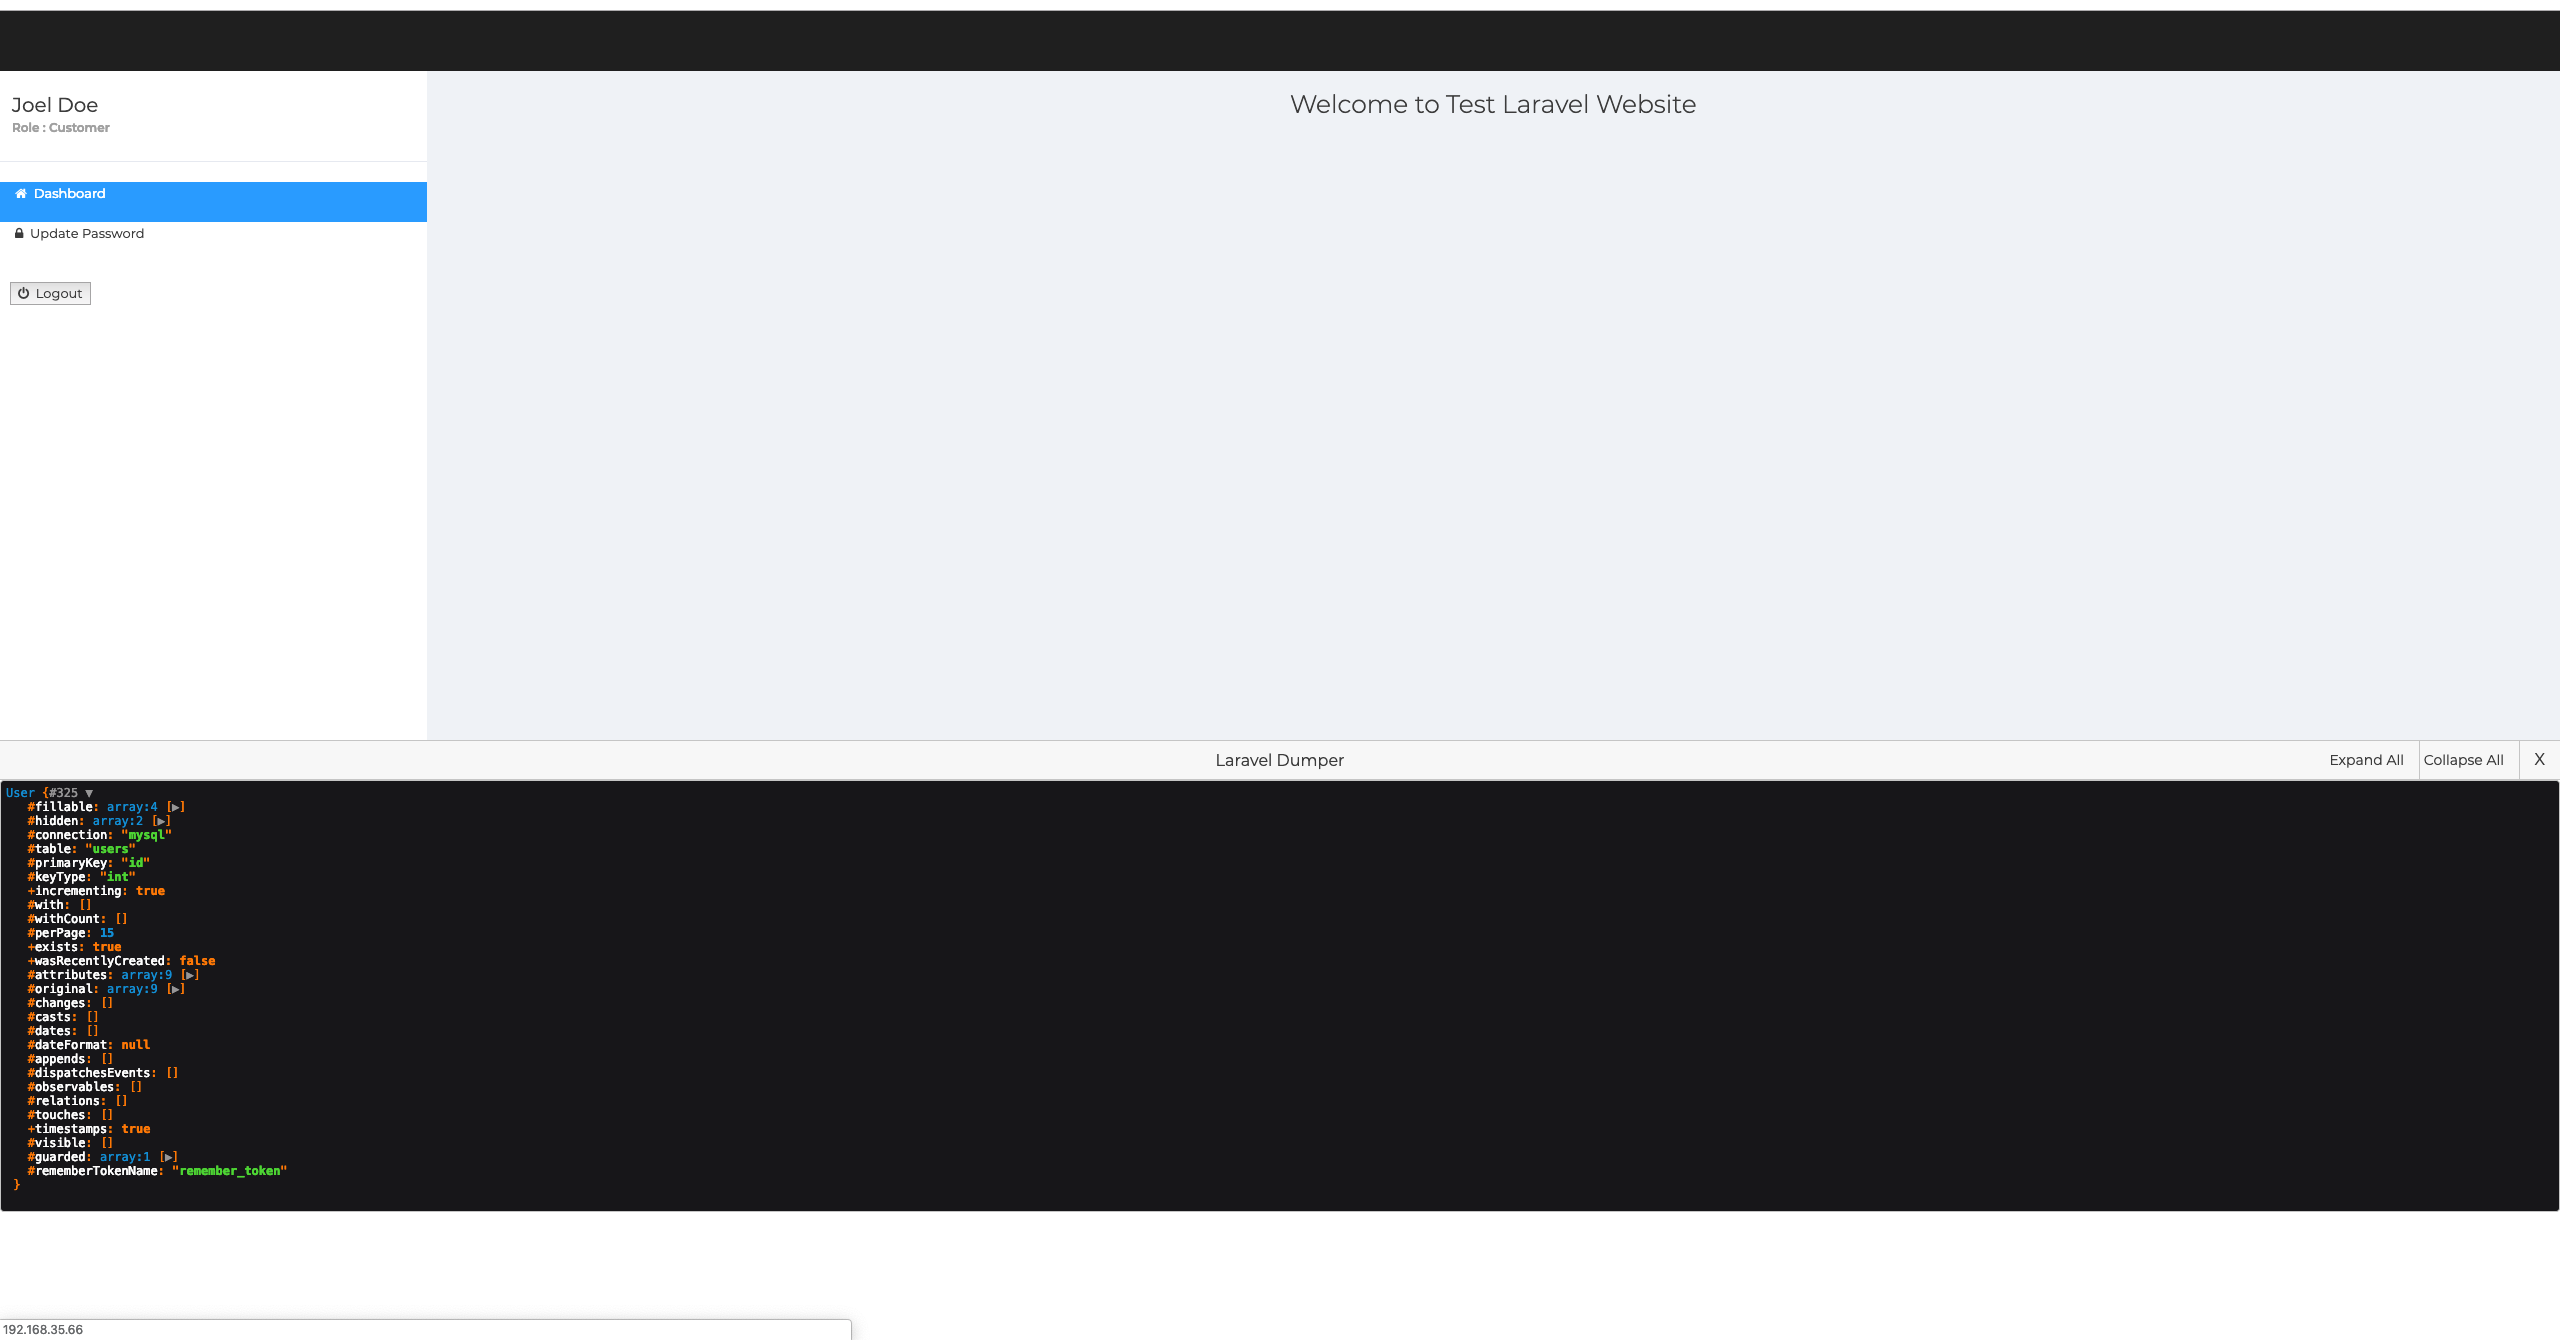 Joel Doe
Role : Customer
Dashboard
Update Password
Logout
Welcome to Test Laravel Website
Laravel Dumper
Expand All
Collapse All
X
User {#325 ▼
#fillable: array:4 [▶]
#hidden: array:2 [▶]
#connection: "mysql"
#table: "users"
#primaryKey: "id"
#keyType: "int"
+incrementing: true
#with: []
#withCount: []
#perPage: 15
+exists: true
+wasRecentlyCreated: false
#attributes: array:9 [▶]
#original: array:9 [▶]
#changes: []
#casts: []
#dates: []
#dateFormat: null
#appends: []
#dispatchesEvents: []
#observables: []
#relations: []
#touches: []
+timestamps: true
#visible: []
#guarded: array:1 [▶]
#rememberTokenName: "remember_token"
}
192.168.35.66